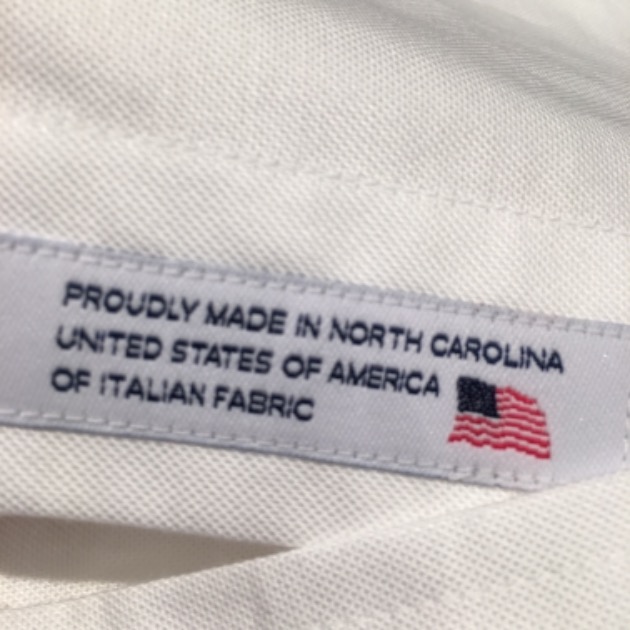 PROUDLY MADE IN NORTH CAROLINA
UNITED STATES OF AMERICA
OF ITALIAN FABRIC